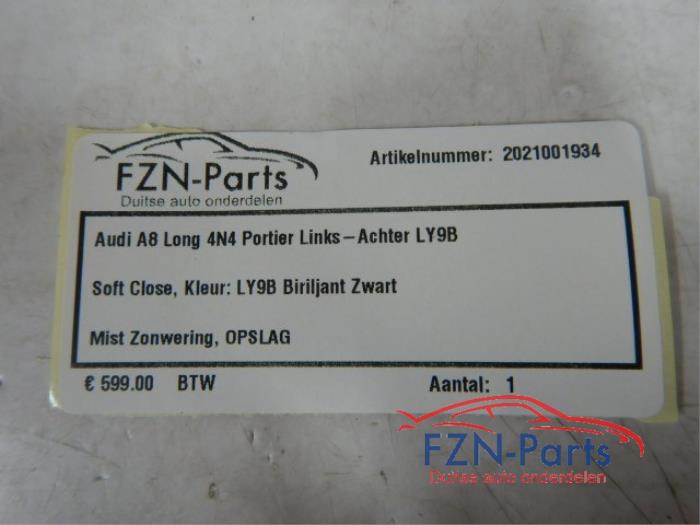 FZN-Parts
Duitse auto onderdelen
Artikelnummer: 2021001934
Audi A8 Long 4N4 Portier Links-Achter LY9B
Soft Close, Kleur: LY9B Biriljant Zwart
Mist Zonwering, OPSLAG
€ 599.00 BTW
Aantal: 1
FZN-Parts
Duitse auto onderdelen